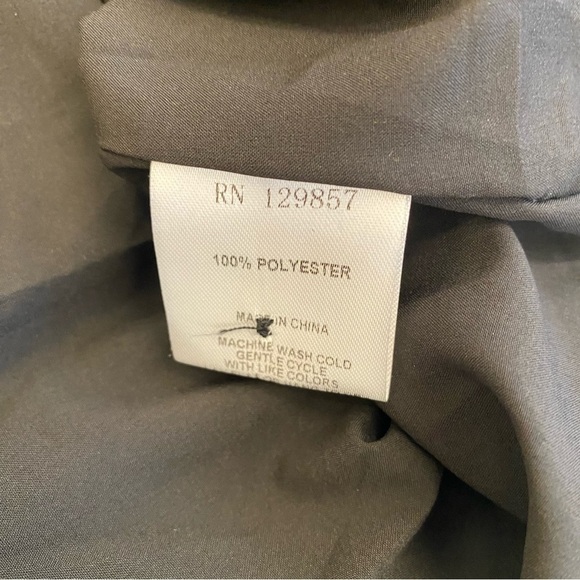 RN 129857
100% POLYESTER
MADE IN CHINA
MACHINE WASH COLD
GENTLE CYCLE
WITH LIKE COLORS